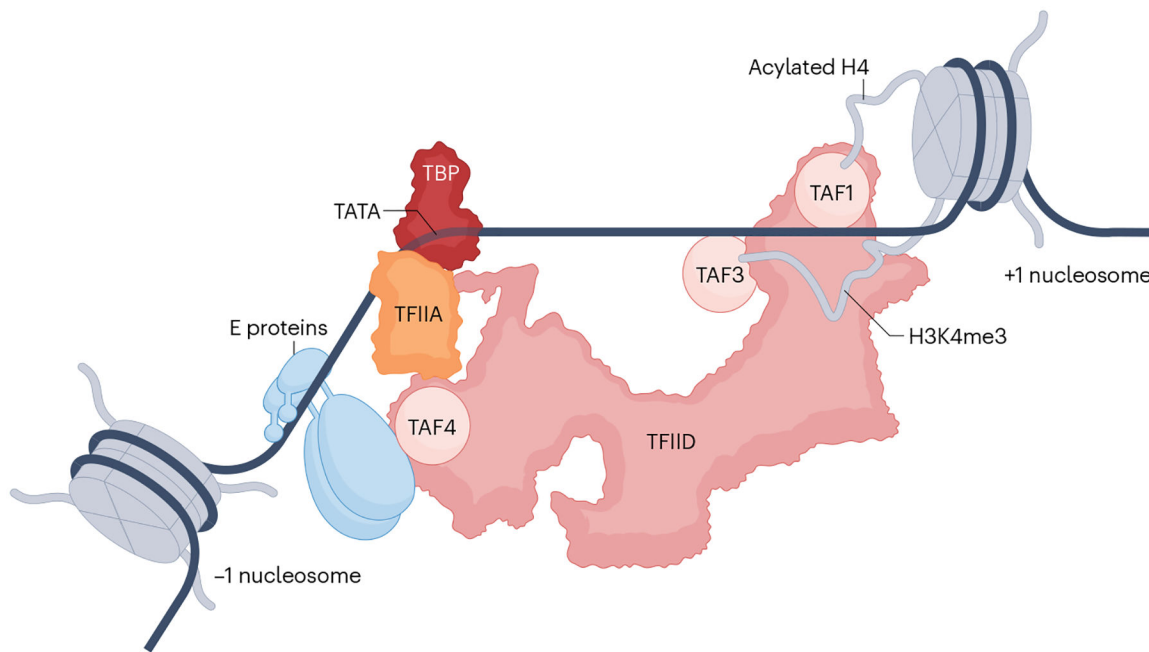 Acylated H4
TBP
TAF1
TATA
TAF3
+1 nucleosome
TFIIA
E proteins
H3K4me3
TAF4
TFIID
–1 nucleosome